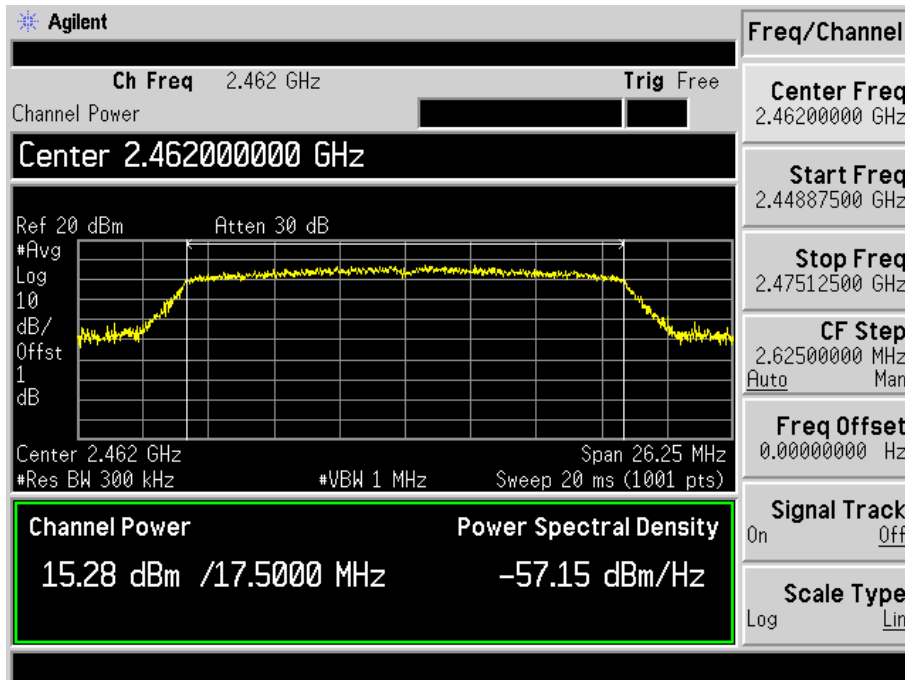 Agilent
Freq/Channel
Ch Freq 2.462 GHz Trig Free
Channel Power
Center 2.462000000 GHz
Ref 20 dBm Atten 30 dB
#Avg
Log
10
dB/
Offst
1
dB
Center 2.462 GHz Span 26.25 MHz
#Res BW 300 kHz #VBW 1 MHz Sweep 20 ms (1001 pts)
Channel Power Power Spectral Density
15.28 dBm /17.5000 MHz -57.15 dBm/Hz
Center Freq
2.46200000 GHz
Start Freq
2.44887500 GHz
Stop Freq
2.47512500 GHz
CF Step
2.62500000 MHz
Auto Man
Freq Offset
0.00000000 Hz
Signal Track
On Off
Scale Type
Log Lin